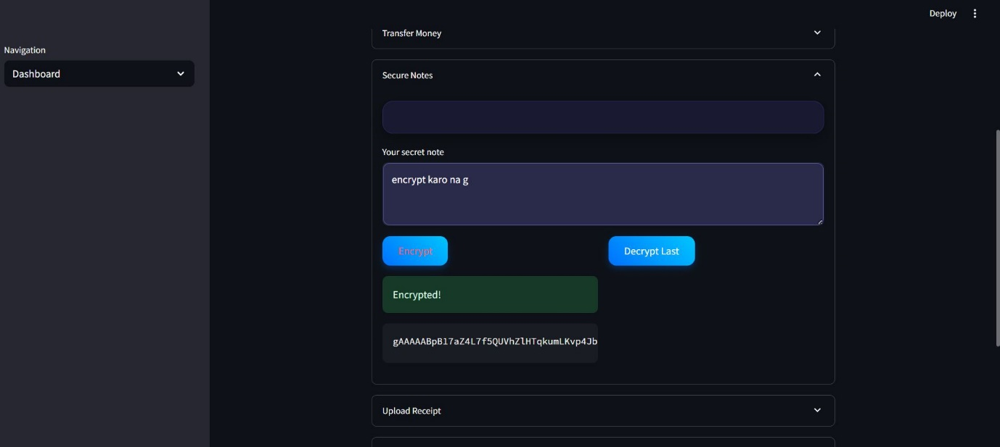 Deploy
Navigation
Dashboard
Transfer Money
Secure Notes
Your secret note
encrypt karo na g
Encrypt
Decrypt Last
Encrypted!
gAAAAABpB17aZ4L7f5QUVhZlHTqkumLKvp4Jb
Upload Receipt